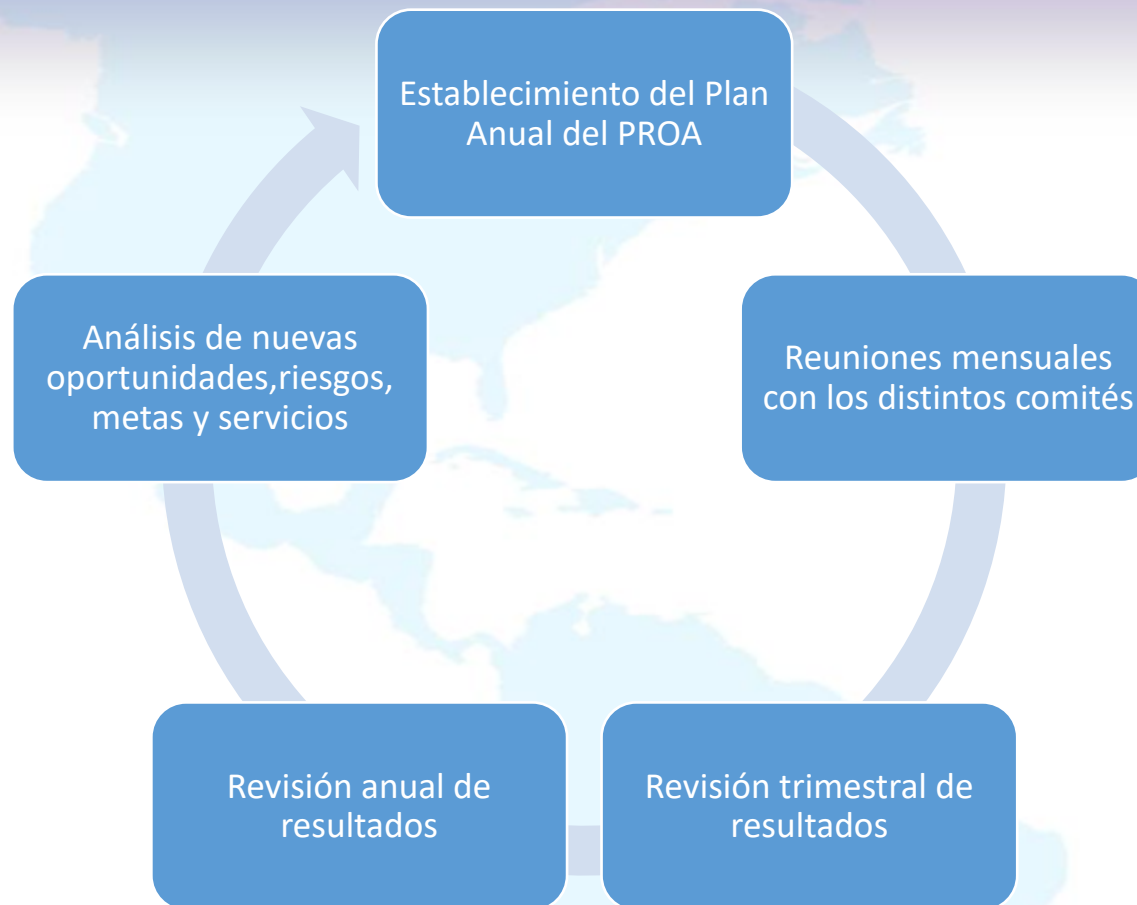 Establecimiento del Plan
Anual del PROA
Reuniones mensuales
con los distintos comités
Revisión trimestral de
resultados
Revisión anual de
resultados
Análisis de nuevas
oportunidades,riesgos,
metas y servicios